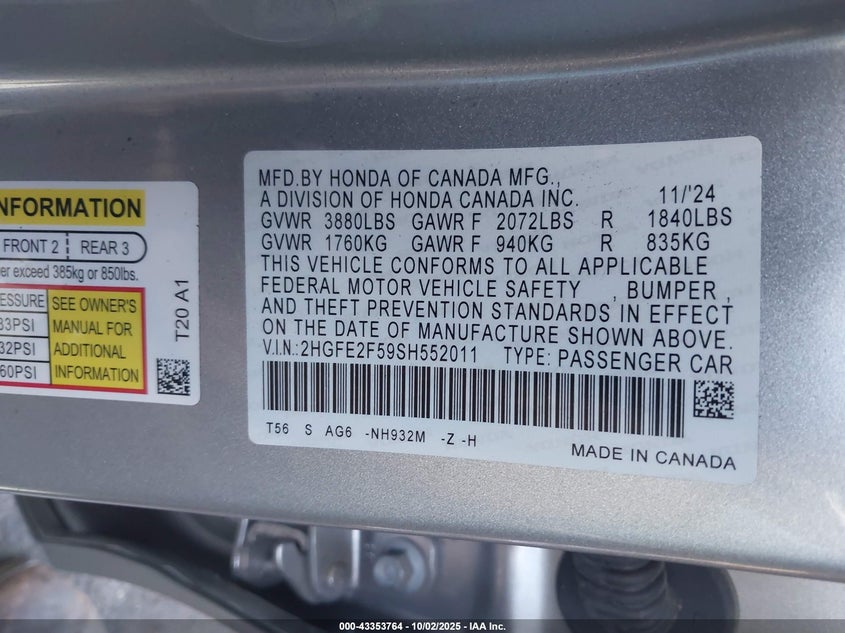 NFORMATION
FRONT 2 REAR 3
er exceed 385kg or 850lbs.
ESSURE
SEE OWNER'S
MANUAL FOR
ADDITIONAL
INFORMATION
33PSI
32PSI
60PSI
T20 A1
MFD.BY HONDA OF CANADA MFG.,
A DIVISION OF HONDA CANADA INC. 11/'24
GVWR 3880LBS GAWR F 2072LBS R 1840LBS
GVWR 1760KG GAWR F 940KG R 835KG
THIS VEHICLE CONFORMS TO ALL APPLICABLE
FEDERAL MOTOR VEHICLE SAFETY , BUMPER ,
AND THEFT PREVENTION STANDARDS IN EFFECT
ON THE DATE OF MANUFACTURE SHOWN ABOVE.
V.I.N.:2HGFE2F59SH552011 TYPE: PASSENGER CAR
T56 S AG6 -NH932M -Z -H
MADE IN CANADA
000-43353764 - 10/02/2025 - IAA Inc.